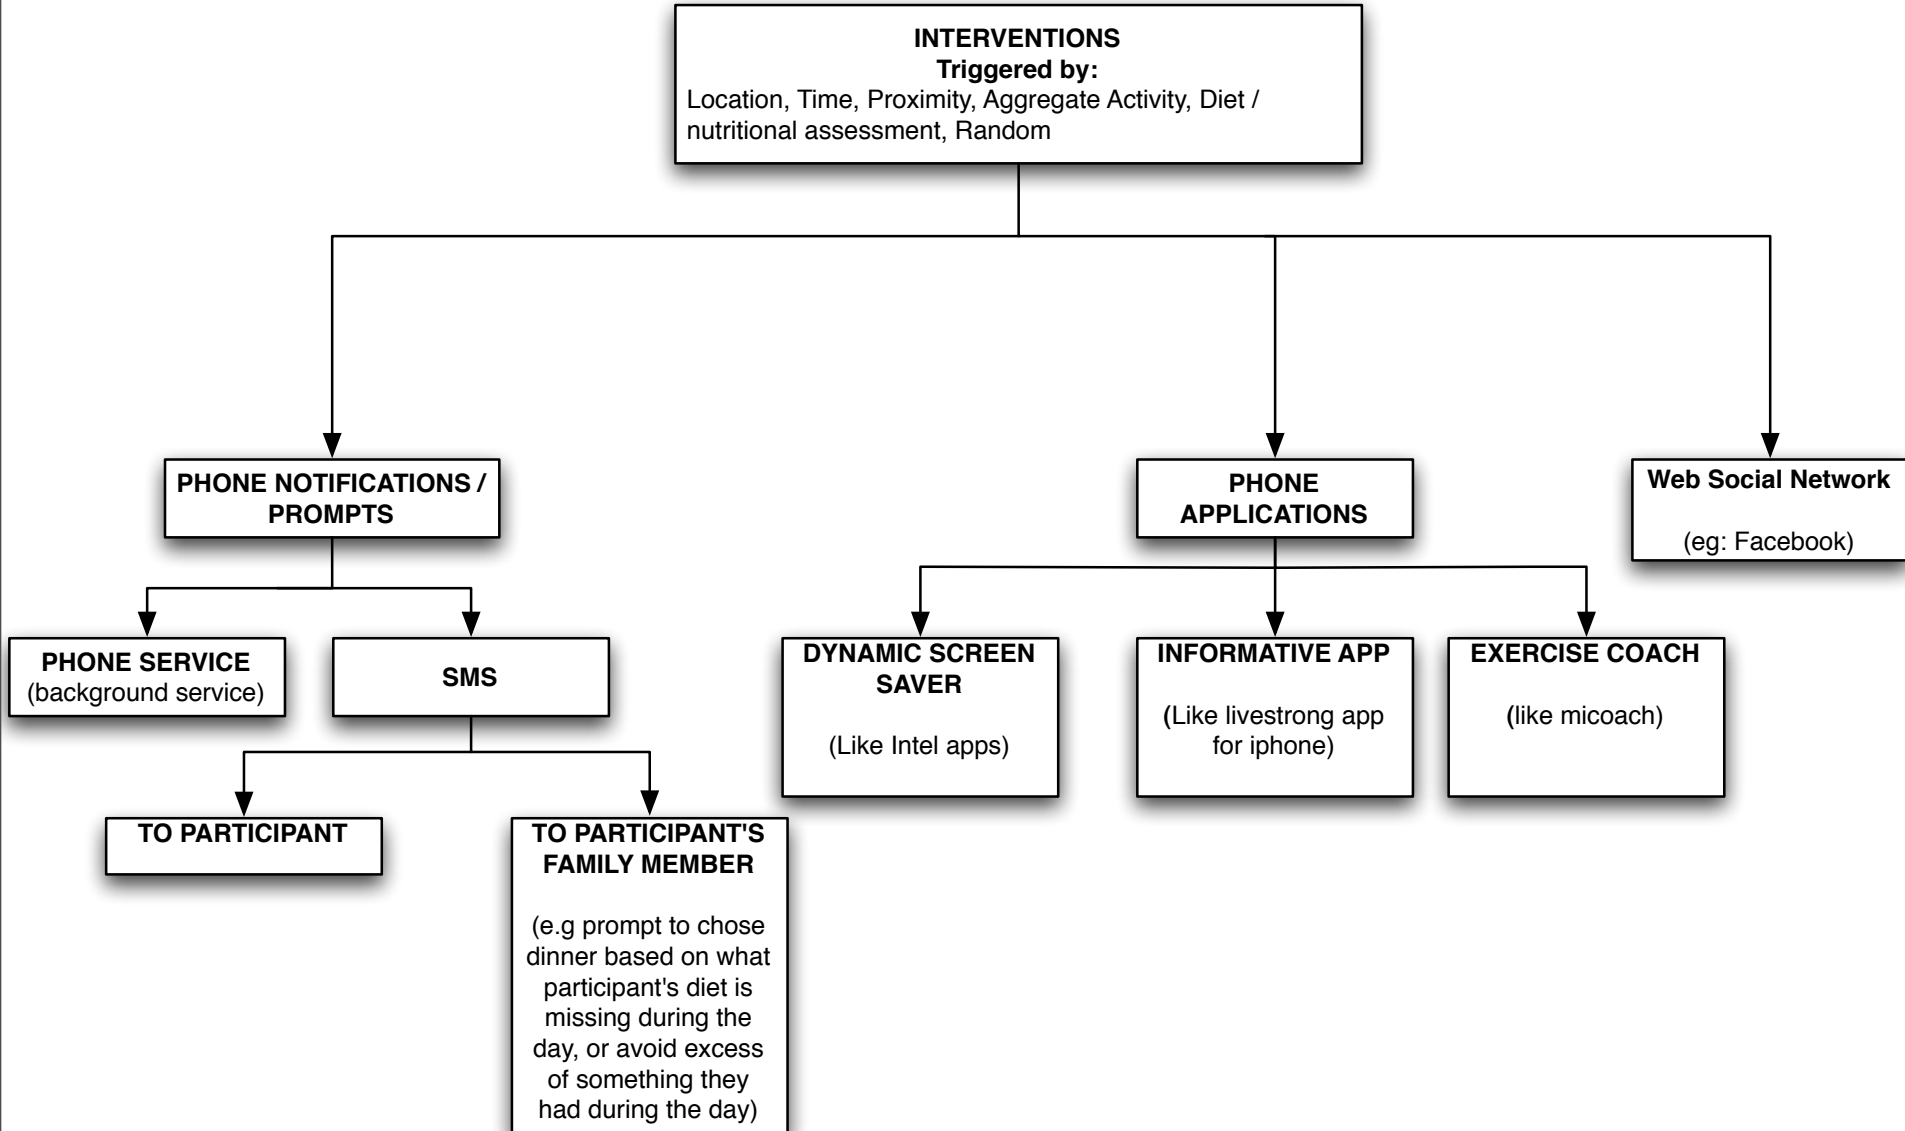 INTERVENTIONS
Triggered by:
Location, Time, Proximity, Aggregate Activity, Diet /
nutritional assessment, Random
PHONE NOTIFICATIONS /
PROMPTS
PHONE
APPLICATIONS
Web Social Network
(eg: Facebook)
PHONE SERVICE
(background service)
SMS
DYNAMIC SCREEN
SAVER
(Like Intel apps)
INFORMATIVE APP
(Like livestrong app
for iphone)
EXERCISE COACH
(like micoach)
TO PARTICIPANT
TO PARTICIPANT'S
FAMILY MEMBER
(e.g prompt to chose
dinner based on what
participant's diet is
missing during the
day, or avoid excess
of something they
had during the day)